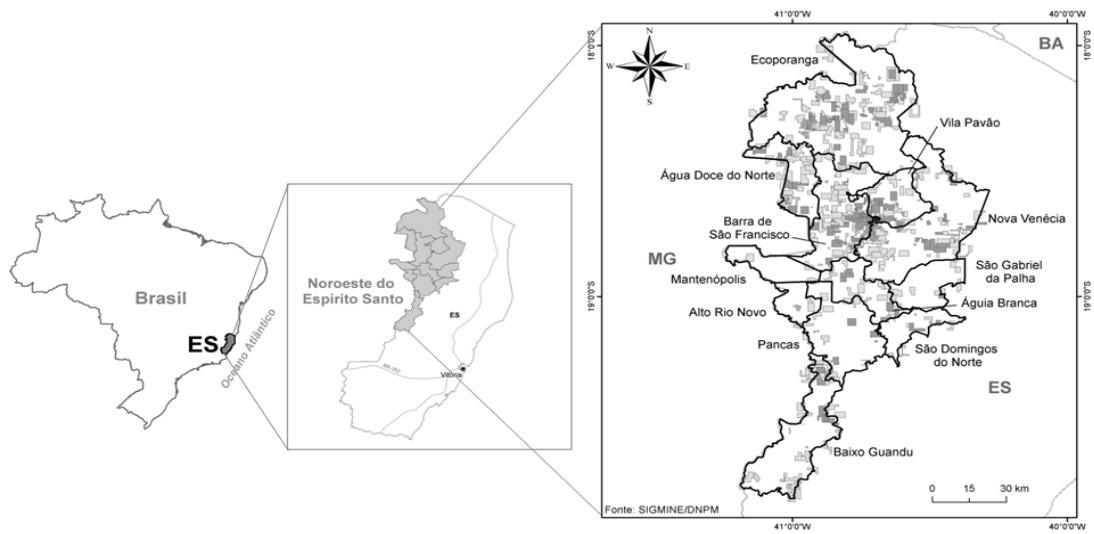 Brasil
ES
Oceano Atlântico
Noroeste do
Espírito Santo
ES
BR-262
Vitória
41°0'0"W
40°0'0"W
18°0'0"S
18°0'0"S
N
W
E
S
BA
Ecoporanga
Vila Pavão
Água Doce do Norte
Nova Venécia
Barra de
São Francisco
MG
São Gabriel
da Palha
Mantenópolis
19°0'0"S
19°0'0"S
Águia Branca
Alto Rio Novo
Pancas
São Domingos
do Norte
ES
Baixo Guandu
0 15 30 km
Fonte: SIGMINE/DNPM
41°0'0"W
40°0'0"W